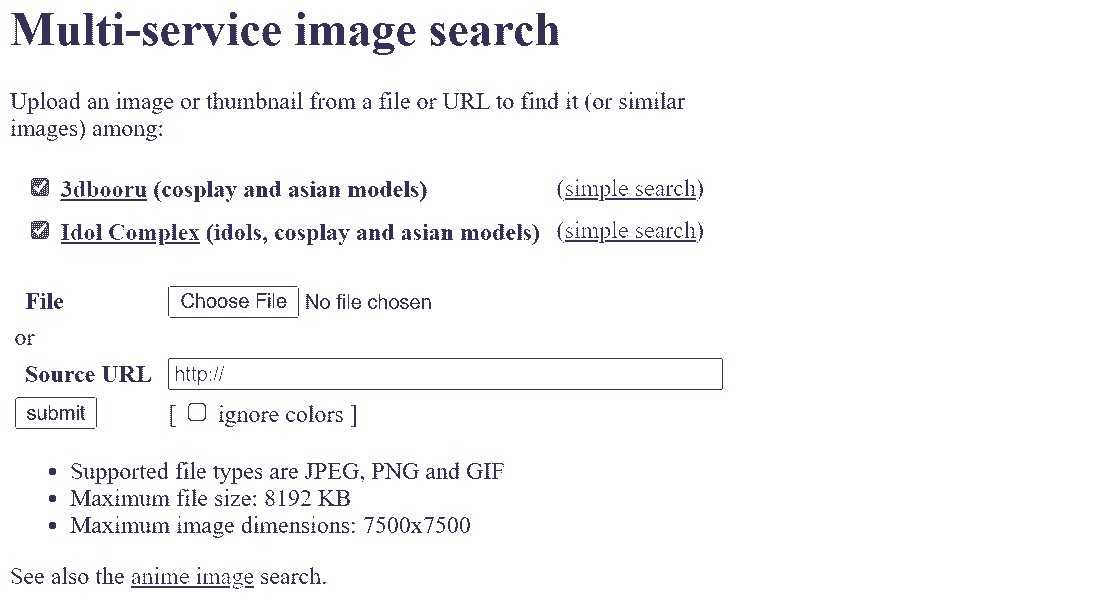 Multi-service image search
Upload an image or thumbnail from a file or URL to find it (or similar
images) among:
3dbooru (cosplay and asian models) (simple search)
Idol Complex (idols, cosplay and asian models) (simple search)
File Choose File No file chosen
or
Source URL http://
submit [ ignore colors ]
• Supported file types are JPEG, PNG and GIF
• Maximum file size: 8192 KB
• Maximum image dimensions: 7500x7500
See also the anime image search.